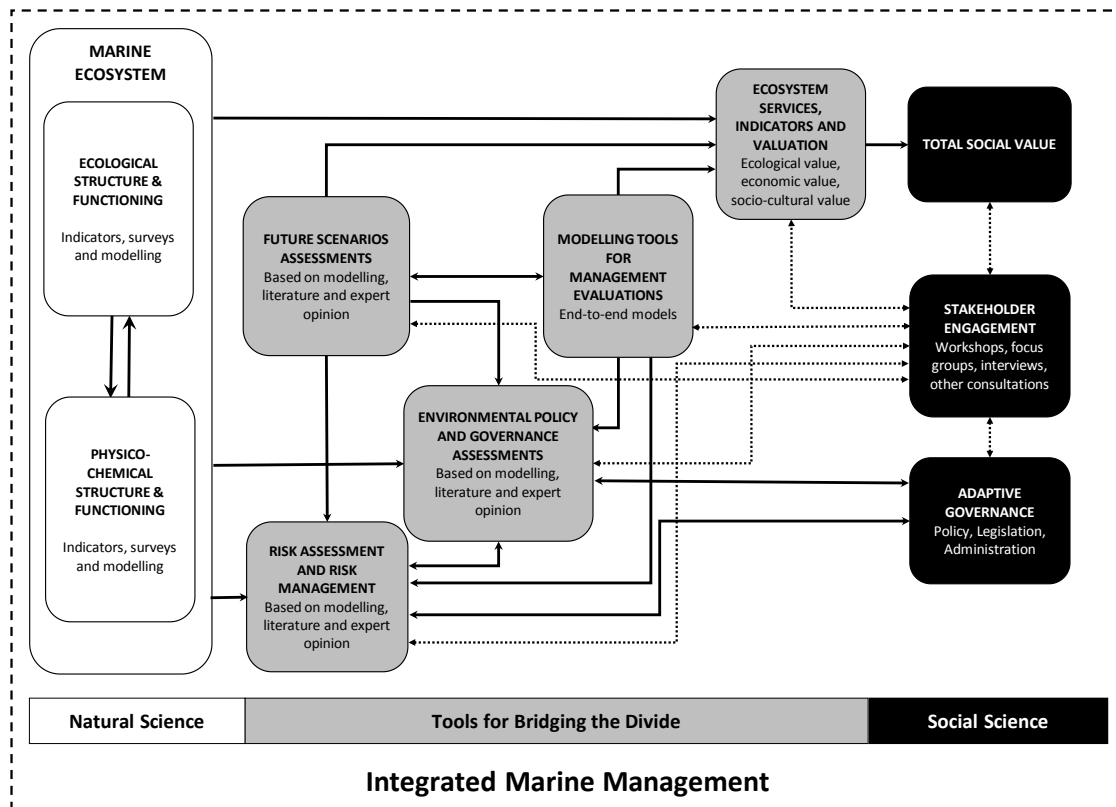 MARINE
ECOSYSTEM
ECOLOGICAL
STRUCTURE &
FUNCTIONING
Indicators, surveys
and modelling
PHYSICO-
CHEMICAL
STRUCTURE &
FUNCTIONING
Indicators, surveys
and modelling
FUTURE SCENARIOS
ASSESSMENTS
Based on modelling,
literature and expert
opinion
MODELLING TOOLS
FOR
MANAGEMENT
EVALUATIONS
End-to-end models
ECOSYSTEM
SERVICES,
INDICATORS AND
VALUATION
Ecological value,
economic value,
socio-cultural value
TOTAL SOCIAL VALUE
ENVIRONMENTAL POLICY
AND GOVERNANCE
ASSESSMENTS
Based on modelling,
literature and expert
opinion
RISK ASSESSMENT
AND RISK
MANAGEMENT
Based on modelling,
literature and expert
opinion
STAKEHOLDER
ENGAGEMENT
Workshops, focus
groups, interviews,
other consultations
ADAPTIVE
GOVERNANCE
Policy, Legislation,
Administration
Natural Science
Tools for Bridging the Divide
Social Science
Integrated Marine Management